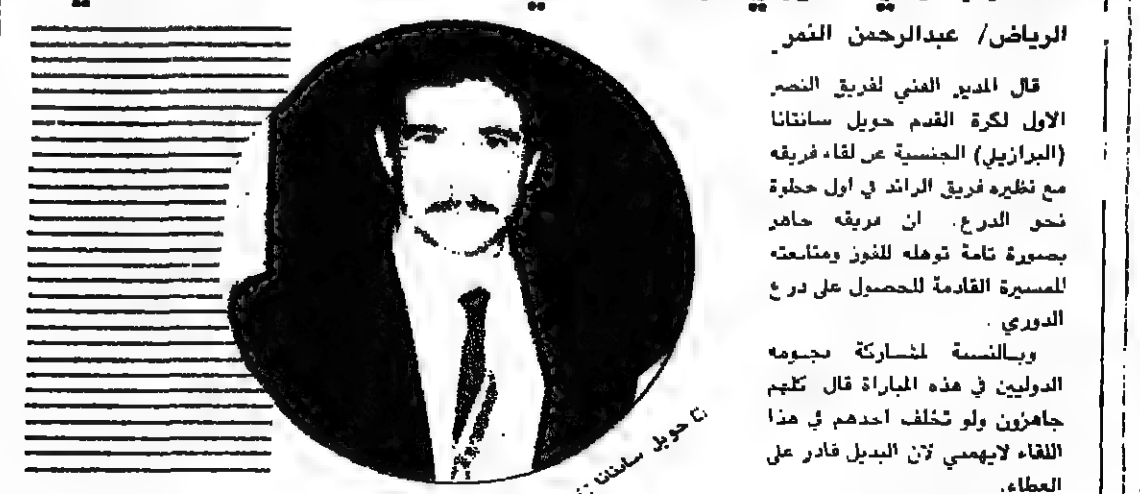 الرياض/ عبدالرحمن النمر
قال المدير الفني لفريق النصر
الاول لكرة القدم جويل سانتانا
(البرازيلي) الجنسية عن لقاء فريقه
مع نظيره فريق الرائد في اول خطوة
نحو الدرع. ان فريقه جاهز
بصورة تامة توهله للفوز ومتابعته
للمسيرة القادمة للحصول على درع
الدوري.
وبالنسبة لمشاركة نجومه
الدوليين في هذه المباراة قال كلهم
جاهزون ولو تخلف احدهم في هذا
اللقاء لايهمني لان البديل قادر على
العطاء.
جويل سانتانا